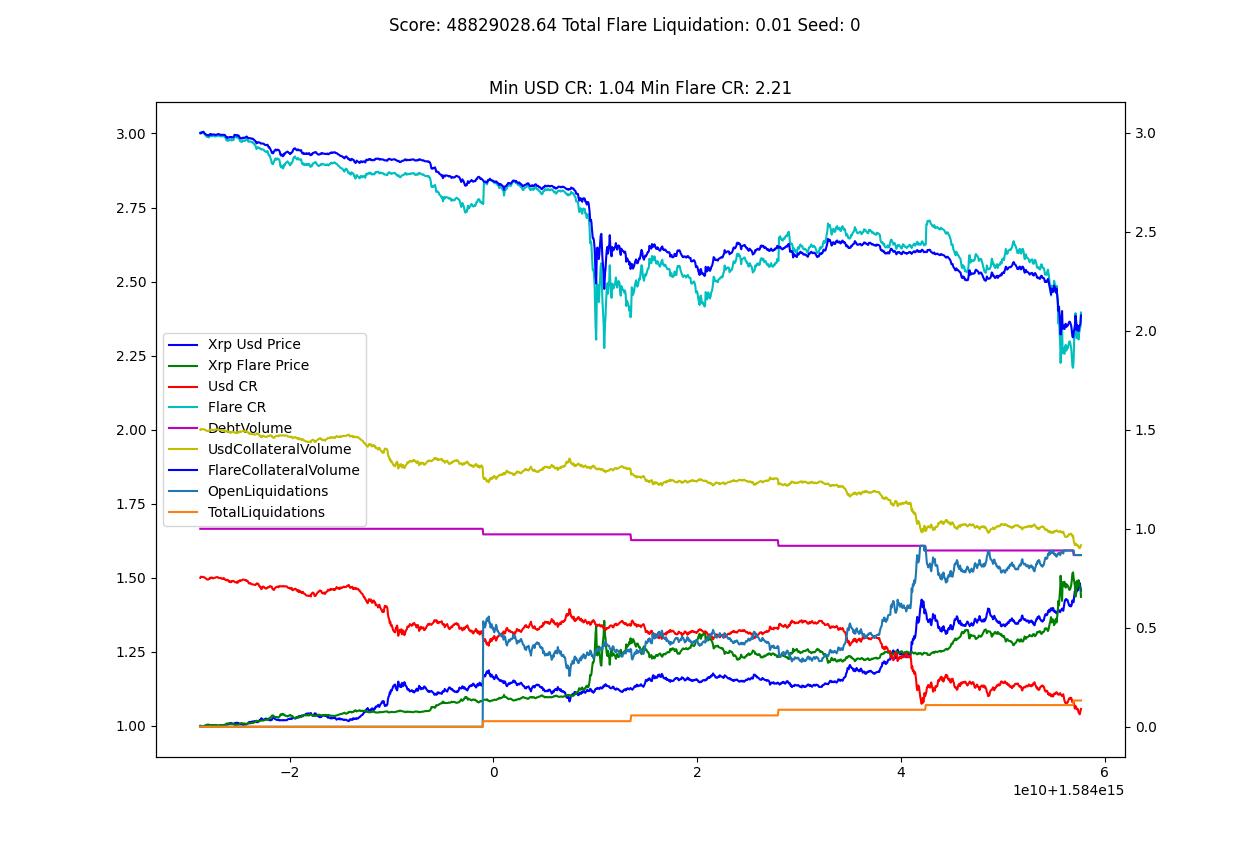 Score: 48829028.64 Total Flare Liquidation: 0.01 Seed: 0
Min USD CR: 1.04 Min Flare CR: 2.21
3.00
2.75
2.50
2.25
2.00
1.75
1.50
1.25
1.00
3.0
2.5
2.0
1.5
1.0
0.5
0.0
Xrp Usd Price
Xrp Flare Price
Usd CR
Flare CR
DebtVolume
UsdCollateralVolume
FlareCollateralVolume
OpenLiquidations
TotalLiquidations
−2 0 2 4 6
1e10+1.584e15